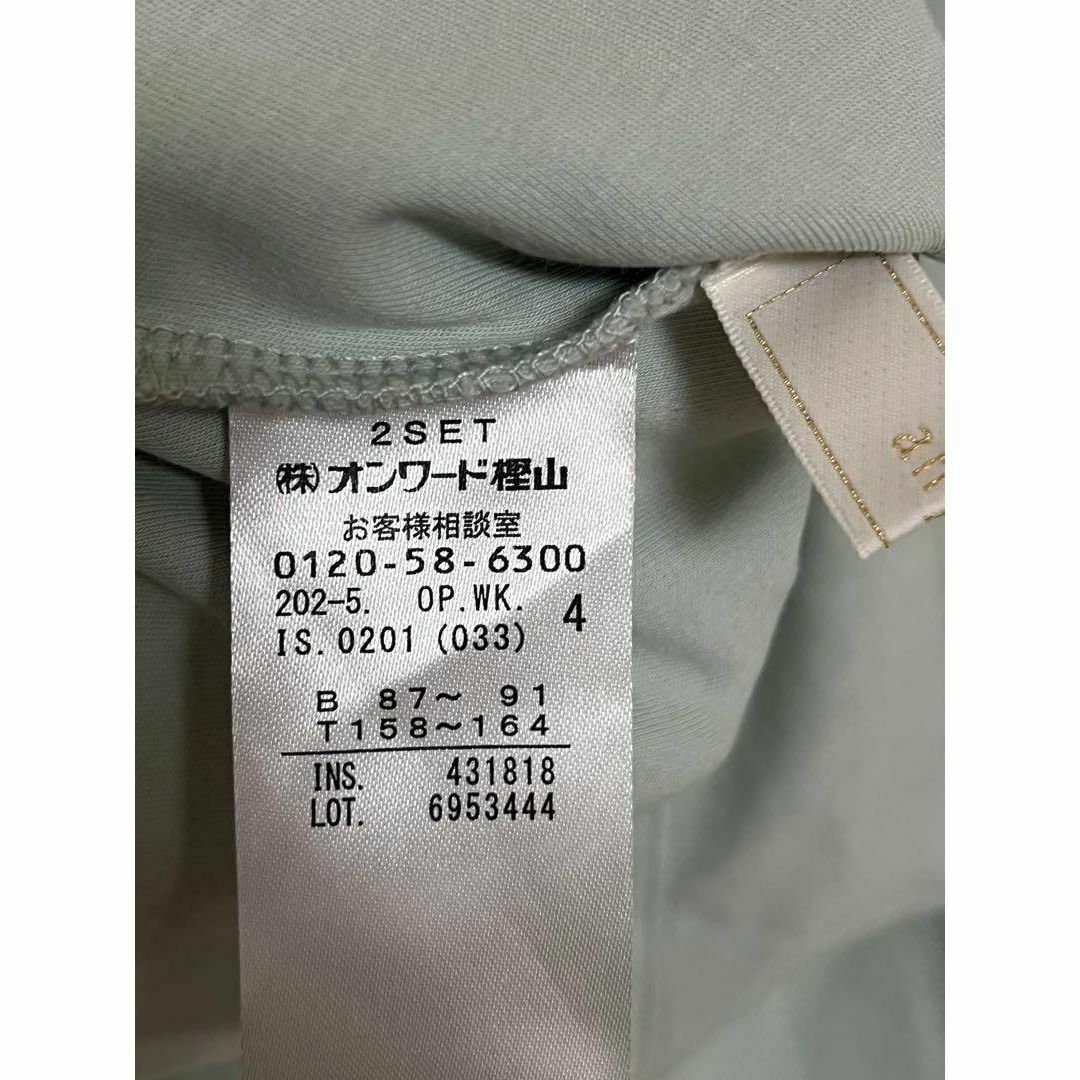 2SET
(株)オンワード樫山
お客様相談室
0120-58-6300
202-5. OP.WK. 4
IS.0201 (033)
B 87～ 91
T158～164
INS. 431818
LOT. 6953444